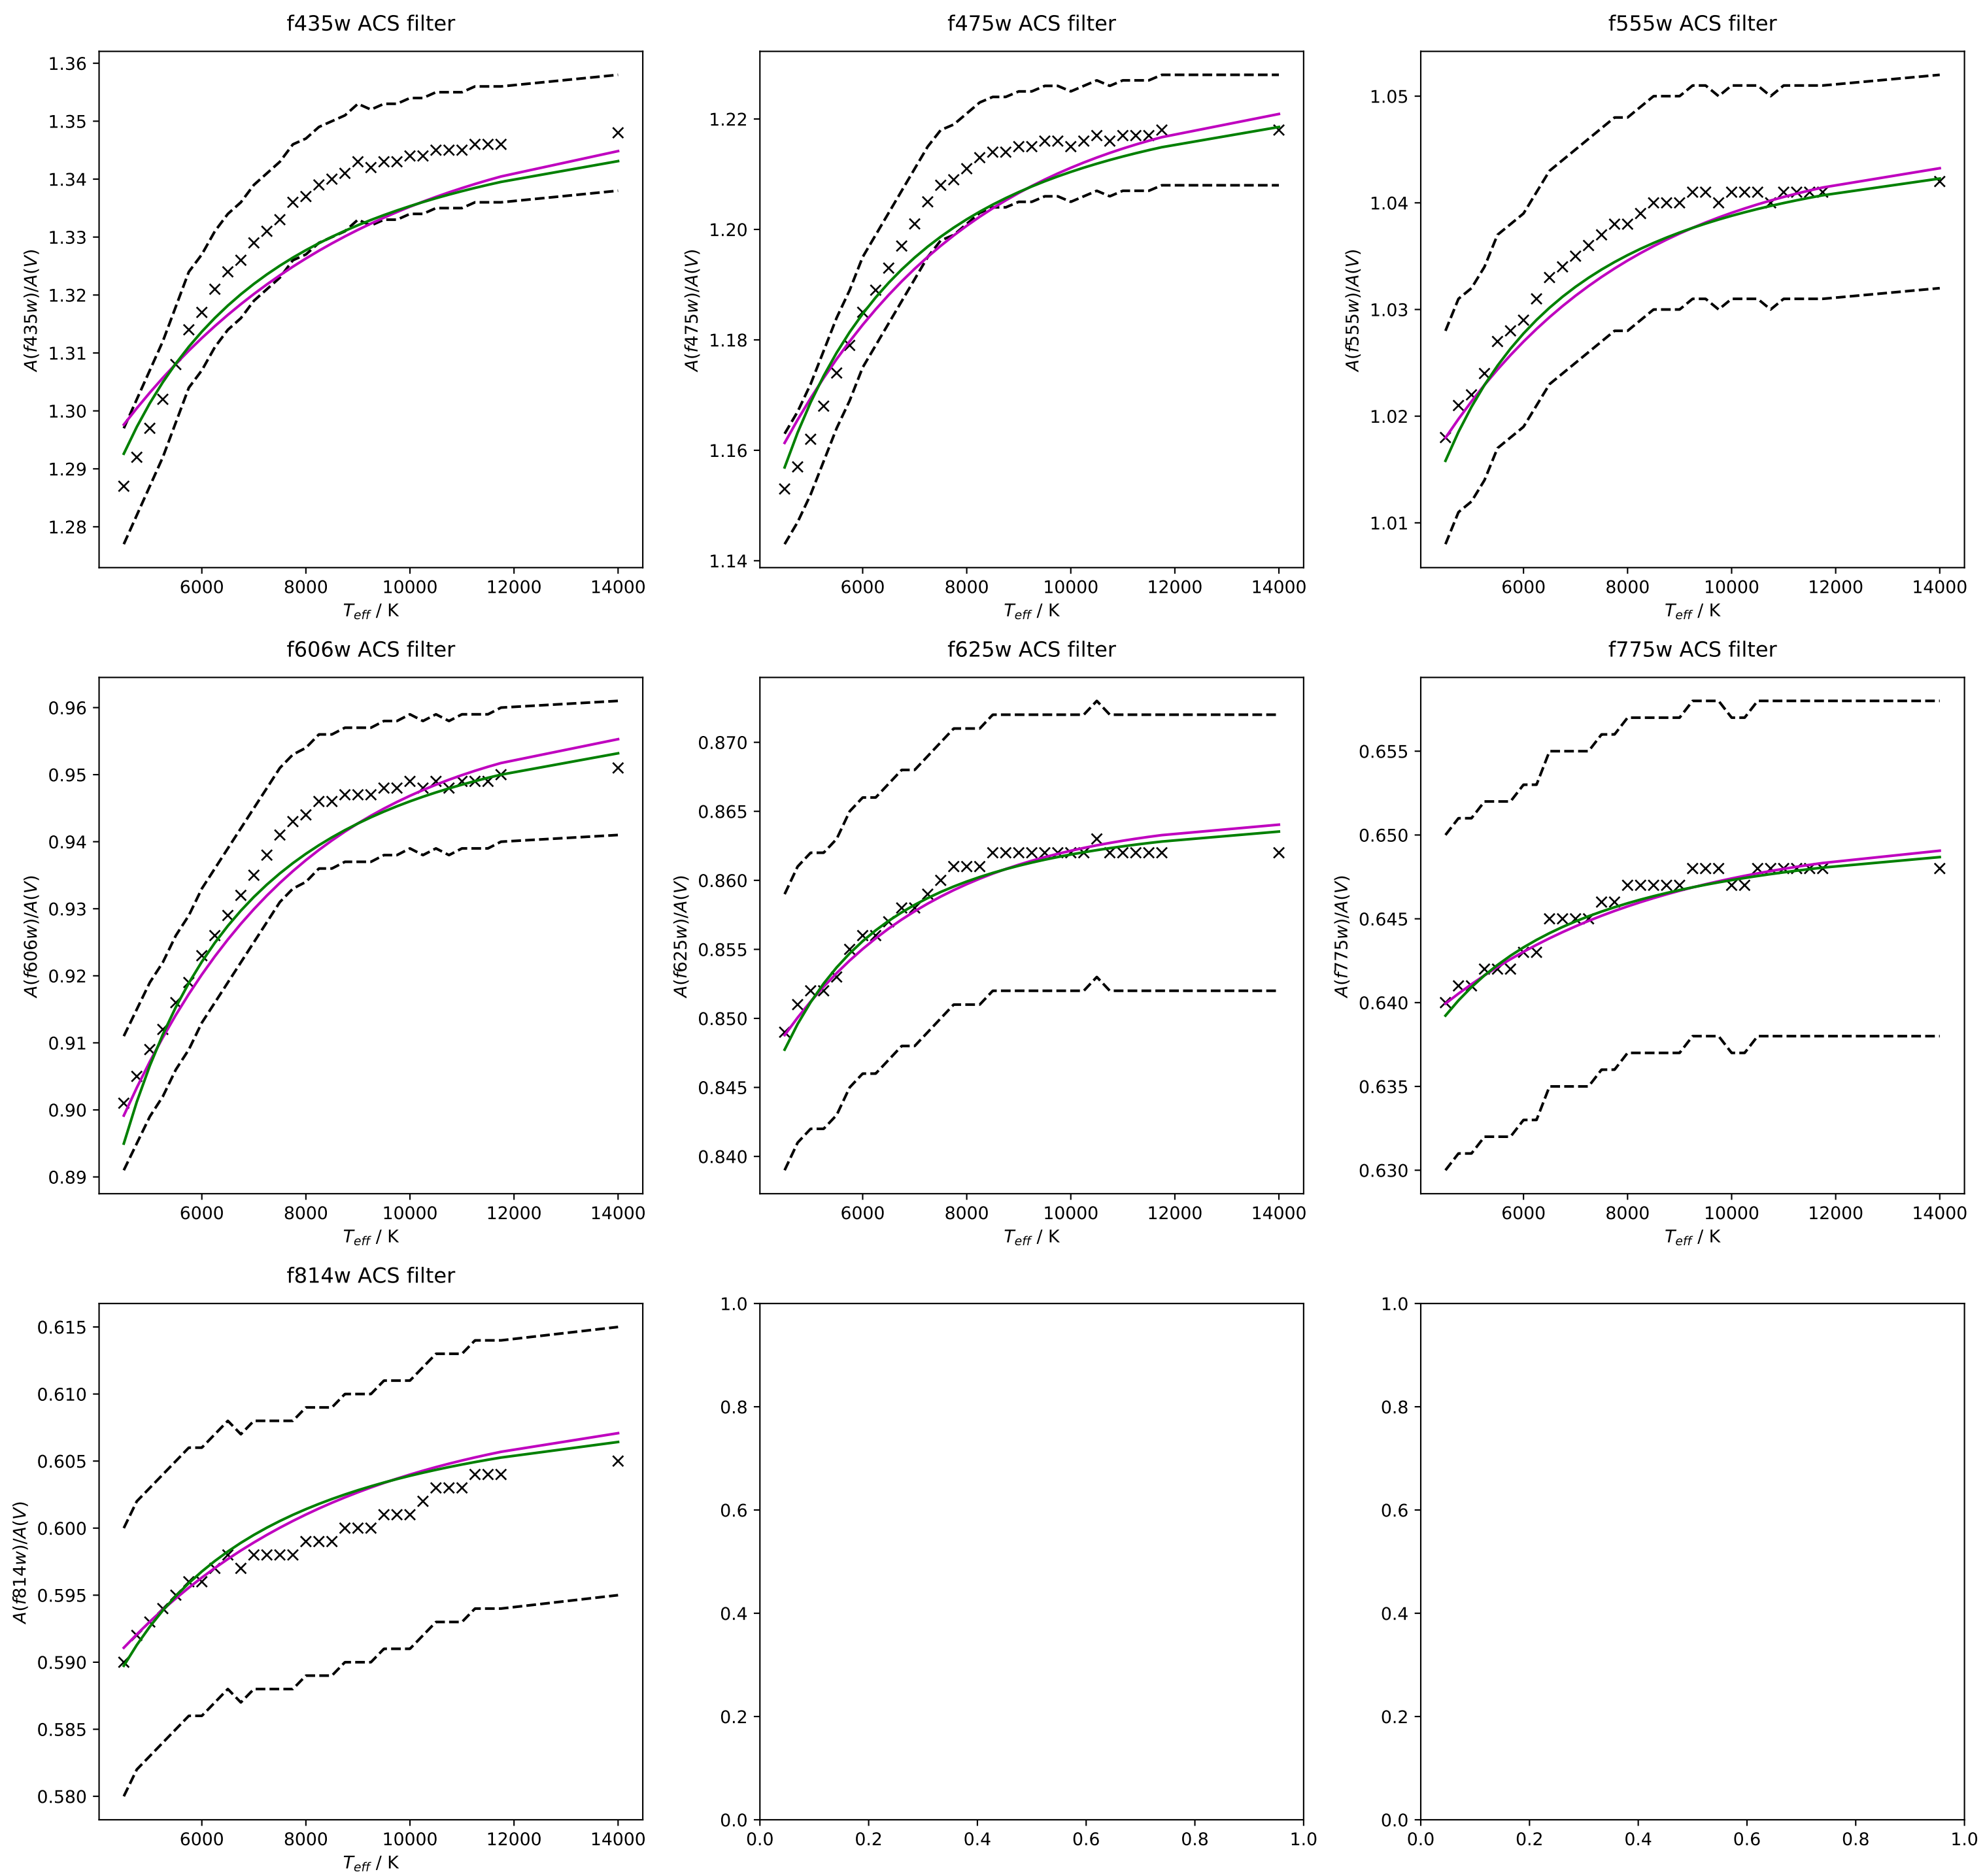 f435w ACS filter
1.36
1.35
1.34
1.33
1.32
1.31
1.30
1.29
1.28
A(f435w)/A(V)
6000 8000 10000 12000 14000
T_eff / K
f475w ACS filter
1.22
1.20
1.18
1.16
1.14
A(f475w)/A(V)
6000 8000 10000 12000 14000
T_eff / K
f555w ACS filter
1.05
1.04
1.03
1.02
1.01
A(f555w)/A(V)
6000 8000 10000 12000 14000
T_eff / K
f606w ACS filter
0.96
0.95
0.94
0.93
0.92
0.91
0.90
0.89
A(f606w)/A(V)
6000 8000 10000 12000 14000
T_eff / K
f625w ACS filter
0.870
0.865
0.860
0.855
0.850
0.845
0.840
A(f625w)/A(V)
6000 8000 10000 12000 14000
T_eff / K
f775w ACS filter
0.655
0.650
0.645
0.640
0.635
0.630
A(f775w)/A(V)
6000 8000 10000 12000 14000
T_eff / K
f814w ACS filter
0.615
0.610
0.605
0.600
0.595
0.590
0.585
0.580
A(f814w)/A(V)
6000 8000 10000 12000 14000
T_eff / K
1.0
0.8
0.6
0.4
0.2
0.0
0.0 0.2 0.4 0.6 0.8 1.0
1.0
0.8
0.6
0.4
0.2
0.0
0.0 0.2 0.4 0.6 0.8 1.0